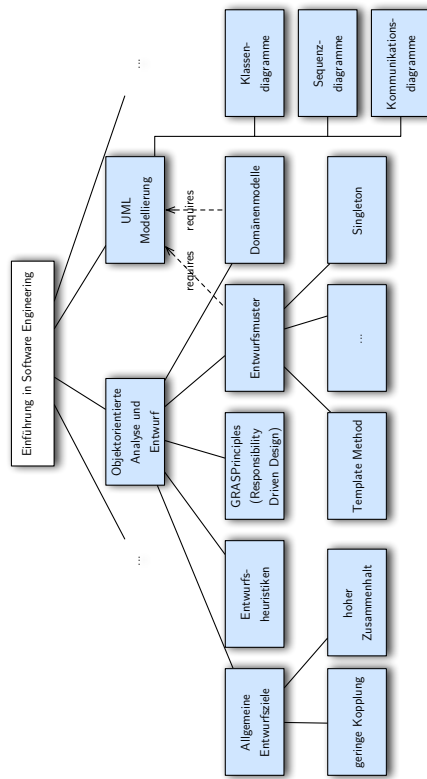 Einführung in Software Engineering
...
Objektorientierte
Analyse und
Entwurf
UML
Modellierung
...
requires
requires
Allgemeine
Entwurfsziele
Entwurfs-
heuristiken
GRASPrinciples
(Responsibility
Driven Design)
Entwurfsmuster
Domänenmodelle
Klassen-
diagramme
Sequenz-
diagramme
Kommunikations-
diagramme
geringe Kopplung
hoher
Zusammenhalt
Template Method
...
Singleton